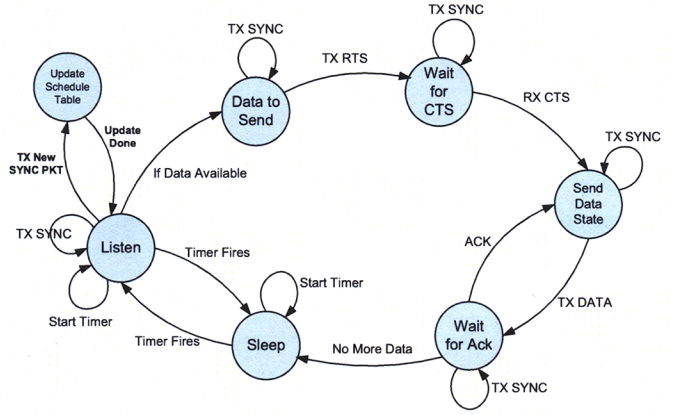 TX SYNC
TX SYNC
TX RTS
Update
Schedule
Table
Wait
for
CTS
Data to
Send
RX CTS
Update
Done
TX SYNC
TX New
SYNC PKT
If Data Available
Send
Data
State
TX SYNC
Listen
Timer Fires
ACK
Start Timer
Start Timer
TX DATA
Timer Fires
Sleep
No More Data
Wait
for Ack
TX SYNC